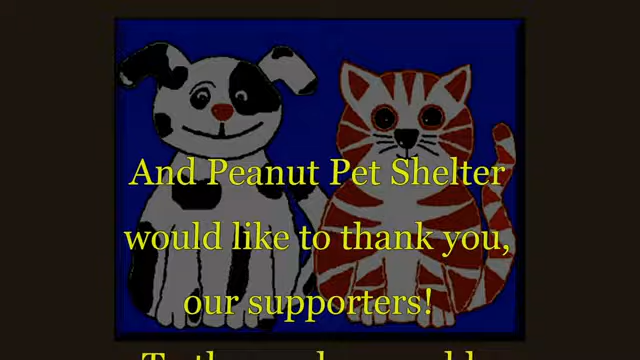 And Peanut Pet Shelter
would like to thank you,
our supporters!